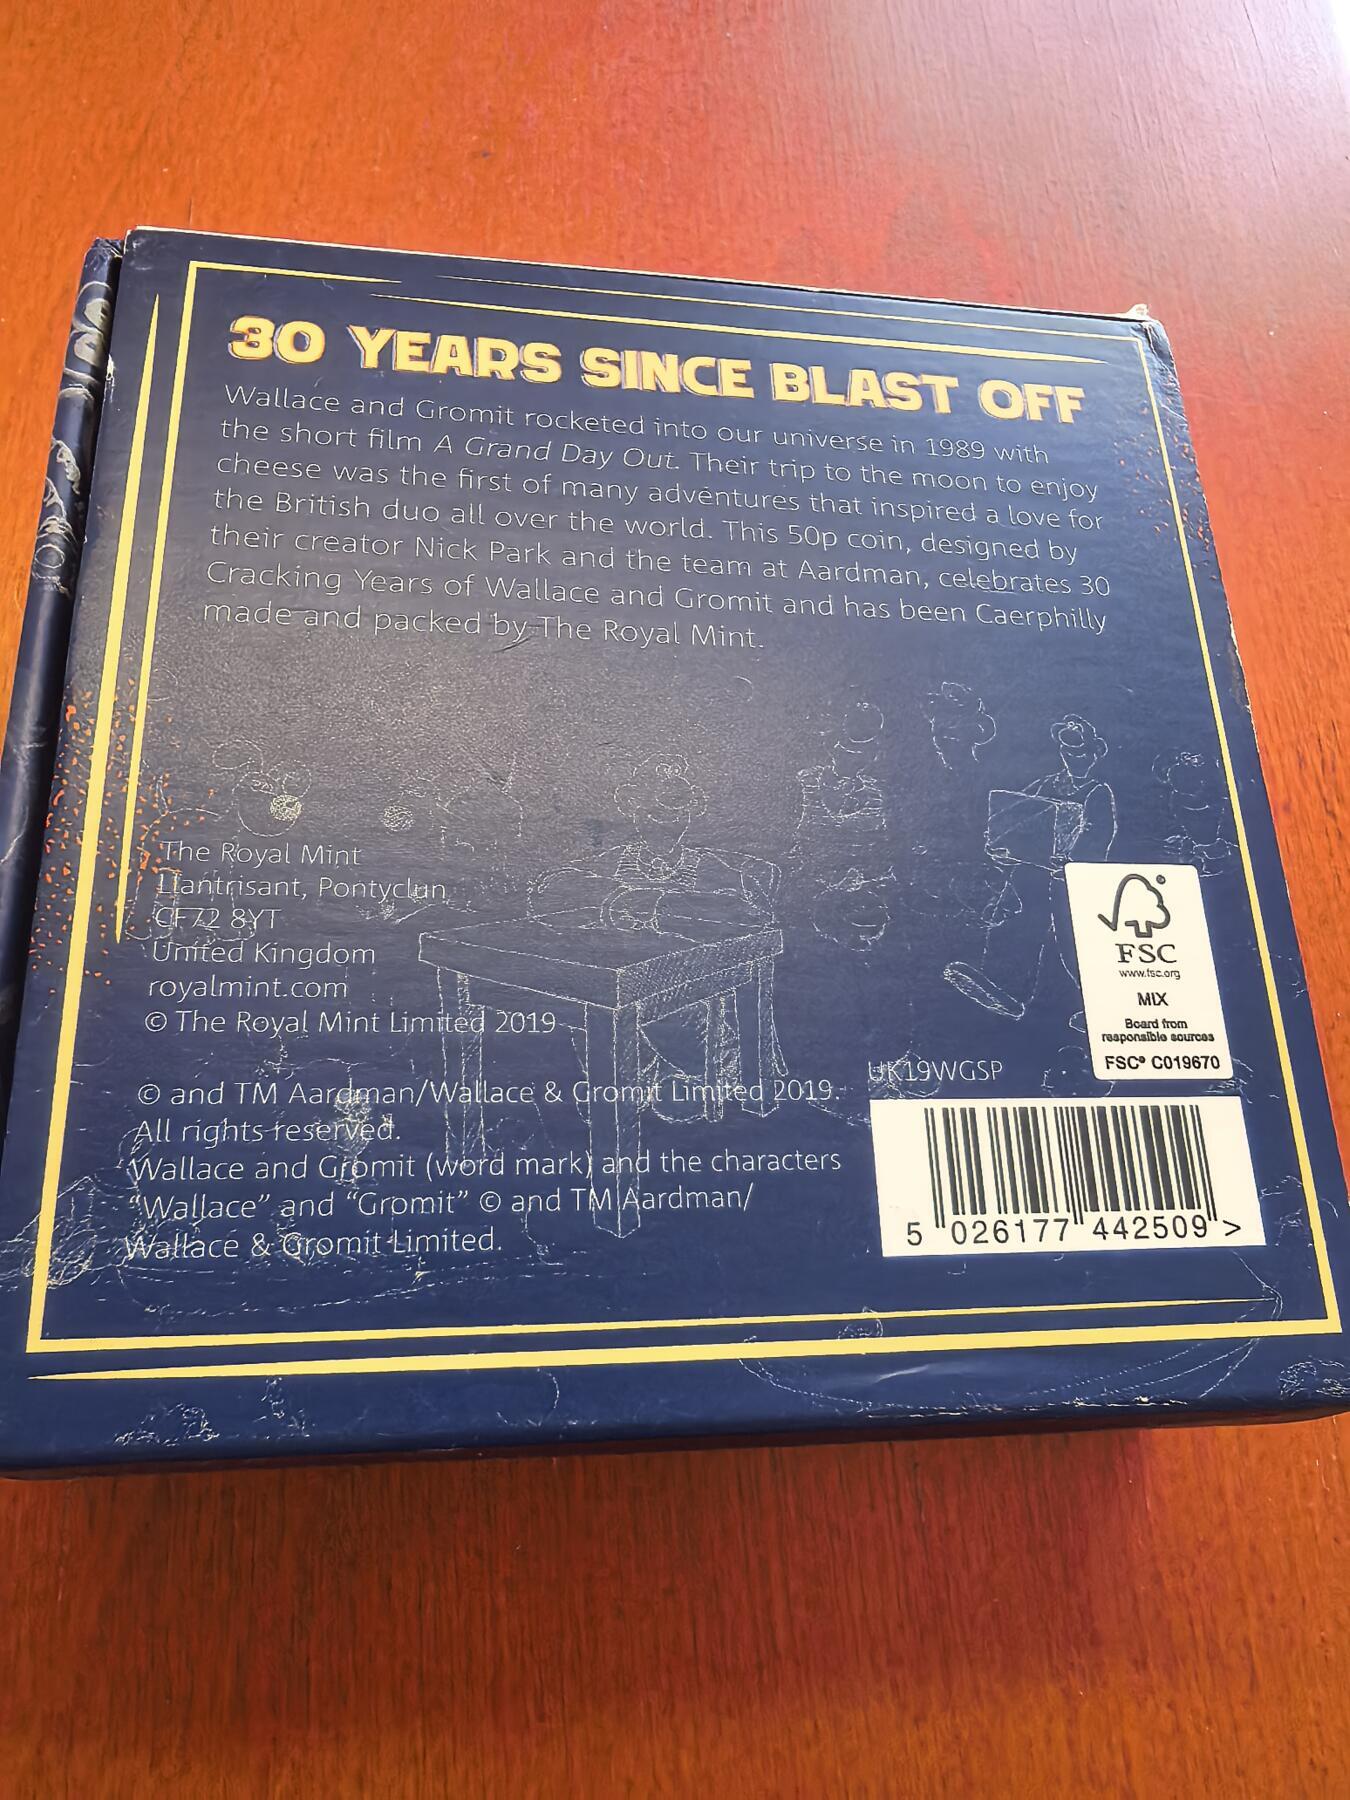 30 YEARS SINCE BLAST OFF
Wallace and Gromit rocketed into our universe in 1989 with
the short film A Grand Day Out. Their trip to the moon to enjoy
cheese was the first of many adventures that inspired a love for
the British duo all over the world. This 50p coin, designed by
their creator Nick Park and the team at Aardman, celebrates 30
Cracking Years of Wallace and Gromit and has been Caerphilly
made and packed by The Royal Mint.
The Royal Mint
Llantrisant, Pontyclun
CF72 8YT
United Kingdom
royalmint.com
© The Royal Mint Limited 2019
© and TM Aardman/Wallace & Gromit Limited 2019.
All rights reserved.
Wallace and Gromit (word mark) and the characters
“Wallace” and “Gromit” © and TM Aardman/
Wallace & Gromit Limited.
FSC
www.fsc.org
MIX
Board from
responsible sources
FSC® C019670
UK19WGSP
5 026177 442509 >